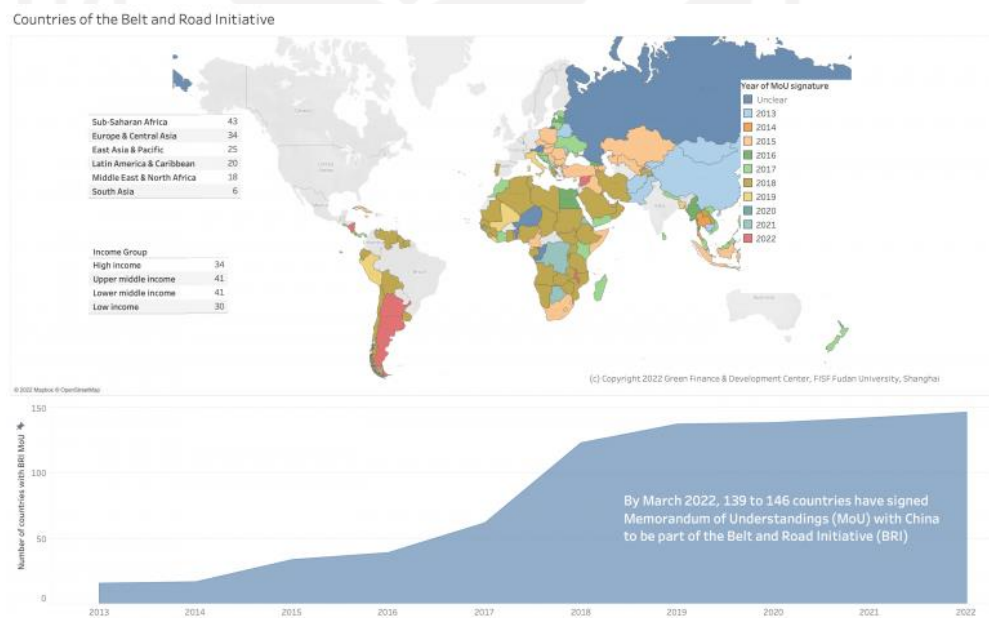 Countries of the Belt and Road Initiative
Year of MoU signature
Unclear
2013
2014
2015
2016
2017
2018
2019
2020
2021
2022
Sub-Saharan Africa 43
Europe & Central Asia 34
East Asia & Pacific 25
Latin America & Caribbean 20
Middle East & North Africa 18
South Asia 6
Income Group
High income 34
Upper middle income 41
Lower middle income 41
Low income 30
(c) Copyright 2022 Green Finance & Development Center, FISF Fudan University, Shanghai
© 2022 Mapbox © OpenStreetMap
Number of countries with BRI MoU
150
100
50
0
By March 2022, 139 to 146 countries have signed
Memorandum of Understandings (MoU) with China
to be part of the Belt and Road Initiative (BRI)
2013 2014 2015 2016 2017 2018 2019 2020 2021 2022